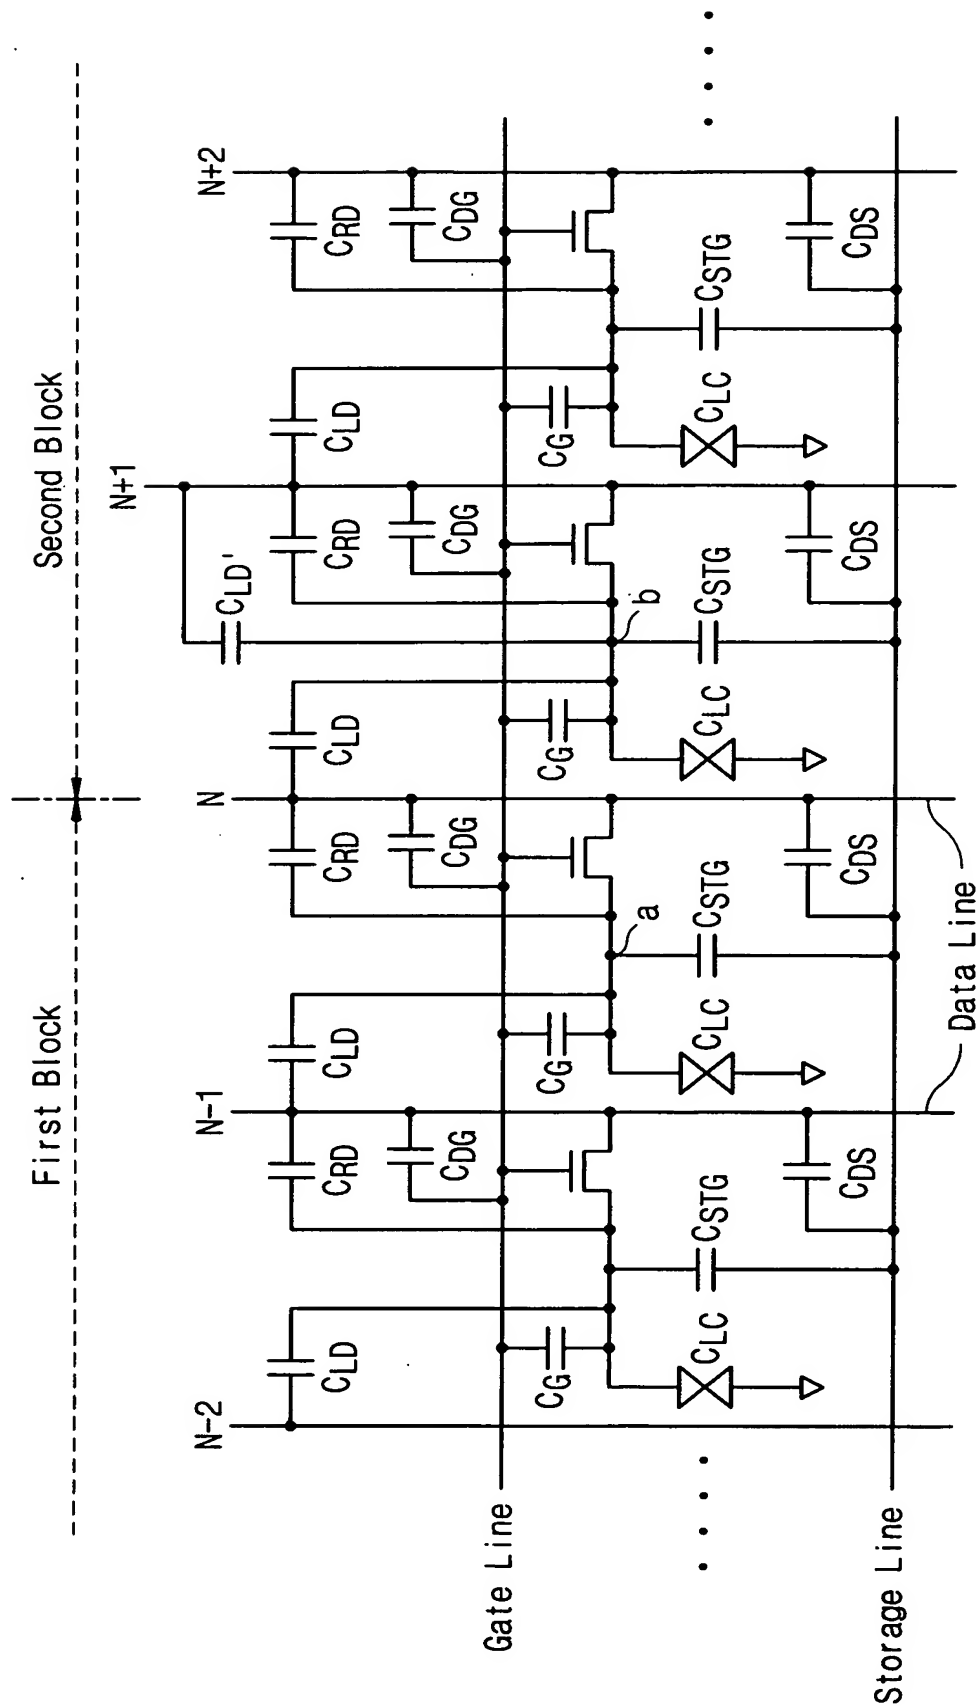 First Block
Second Block
N+1
N-2
N-1
N
N+2
CLD'
CLD
CRD
CLD
CRD
CLD
CRD
CLD
CRD
CDG
CDG
CDG
CDG
Gate Line
CG
CG
CG
CG
a
b
CLC
CSTG
CLC
CSTG
CLC
CSTG
CLC
CSTG
CDS
CDS
CDS
CDS
Storage Line
Data Line